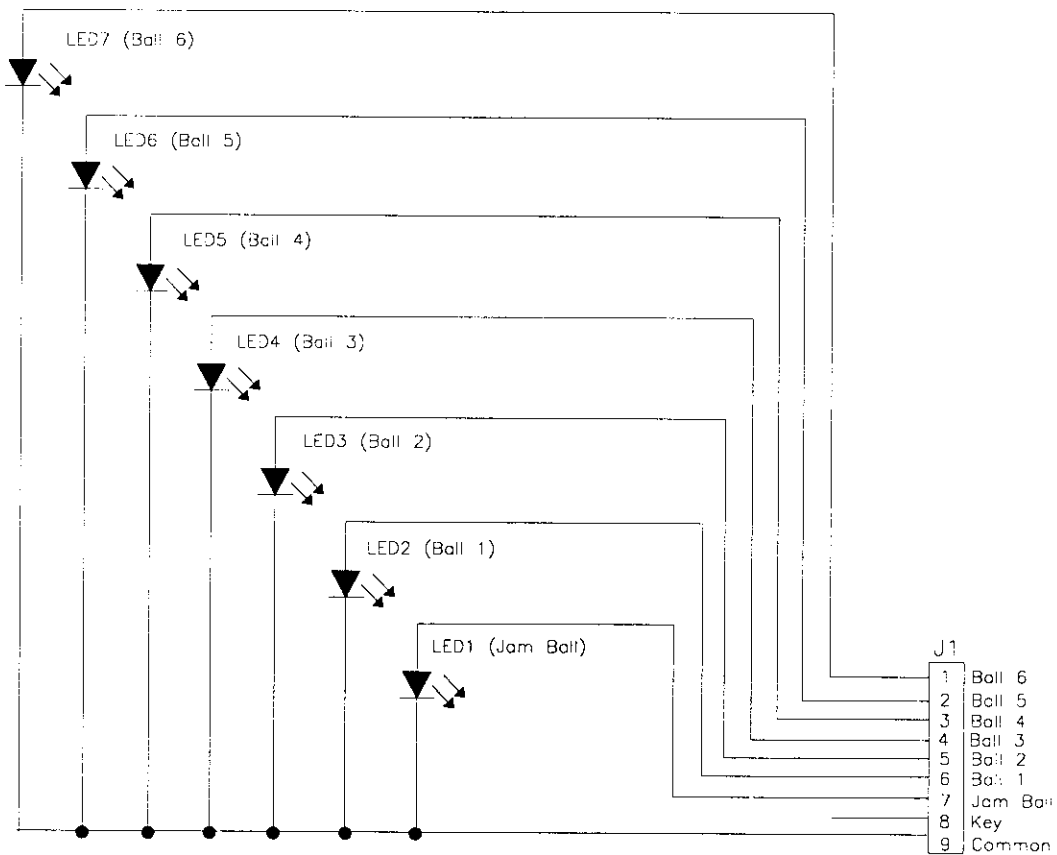 LED7 (Ball 6)
LED6 (Ball 5)
LED5 (Ball 4)
LED4 (Ball 3)
LED3 (Ball 2)
LED2 (Ball 1)
LED1 (Jam Ball)
J1
1 Ball 6
2 Ball 5
3 Ball 4
4 Ball 3
5 Ball 2
6 Ball 1
7 Jam Ball
8 Key
9 Common